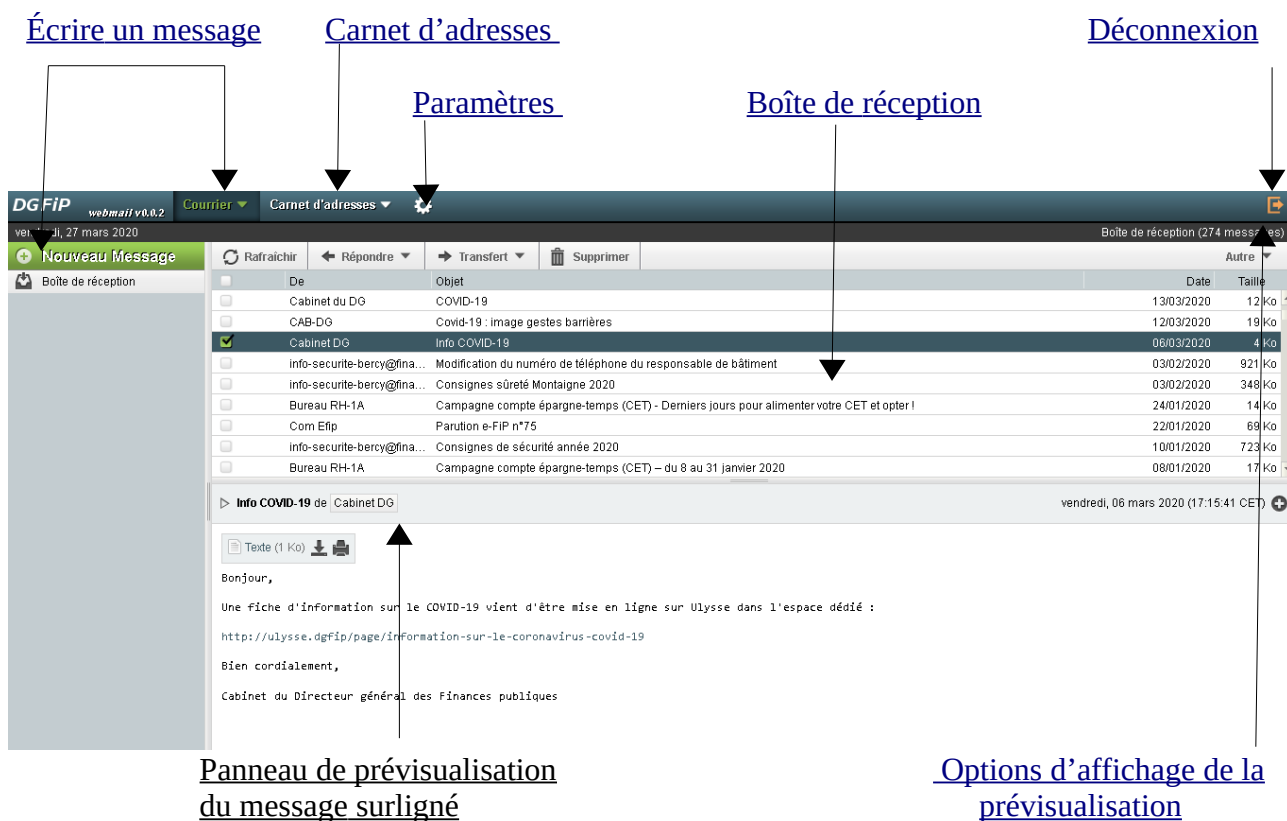 Écrire un message
Carnet d’adresses
Déconnexion
Paramètres
Boîte de réception
DGFiP webmail v0.0.2 Courrier Carnet d'adresses
vendredi, 27 mars 2020 Boîte de réception (274 messages)
Nouveau Message Rafraîchir Répondre Transfert Supprimer Autre
Boîte de réception De Objet Date Taille
Cabinet du DG COVID-19 13/03/2020 12 Ko
CAB-DG Covid-19 : image gestes barrières 12/03/2020 19 Ko
Cabinet DG Info COVID-19 06/03/2020 4 Ko
info-securite-bercy@fina... Modification du numéro de téléphone du responsable de bâtiment 03/02/2020 921 Ko
info-securite-bercy@fina... Consignes sûreté Montaigne 2020 03/02/2020 348 Ko
Bureau RH-1A Campagne compte épargne-temps (CET) - Derniers jours pour alimenter votre CET et opter ! 24/01/2020 14 Ko
Com Efip Parution e-FiP n°75 22/01/2020 69 Ko
info-securite-bercy@fina... Consignes de sécurité année 2020 10/01/2020 723 Ko
Bureau RH-1A Campagne compte épargne-temps (CET) – du 8 au 31 janvier 2020 08/01/2020 17 Ko
Info COVID-19 de Cabinet DG vendredi, 06 mars 2020 (17:15:41 CET)
Texte (1 Ko)
Bonjour,
Une fiche d'information sur le COVID-19 vient d'être mise en ligne sur Ulysse dans l'espace dédié :
http://ulysse.dgfip/page/information-sur-le-coronavirus-covid-19
Bien cordialement,
Cabinet du Directeur général des Finances publiques
Panneau de prévisualisation
du message surligné
Options d’affichage de la
prévisualisation